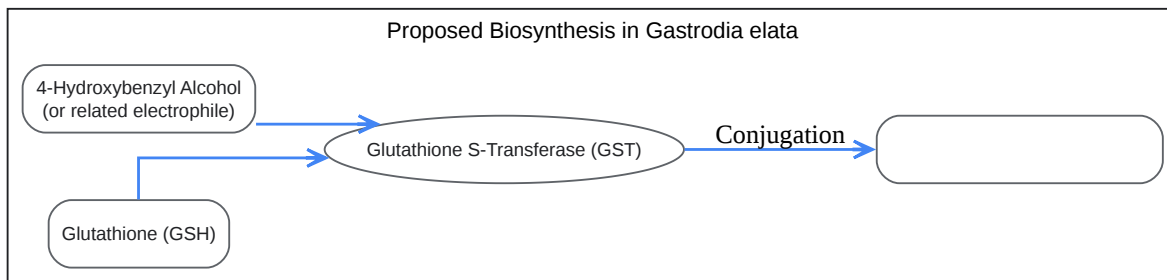 Proposed Biosynthesis in Gastrodia elata
4-Hydroxybenzyl Alcohol
(or related electrophile)
Glutathione S-Transferase (GST)
Conjugation
Glutathione (GSH)